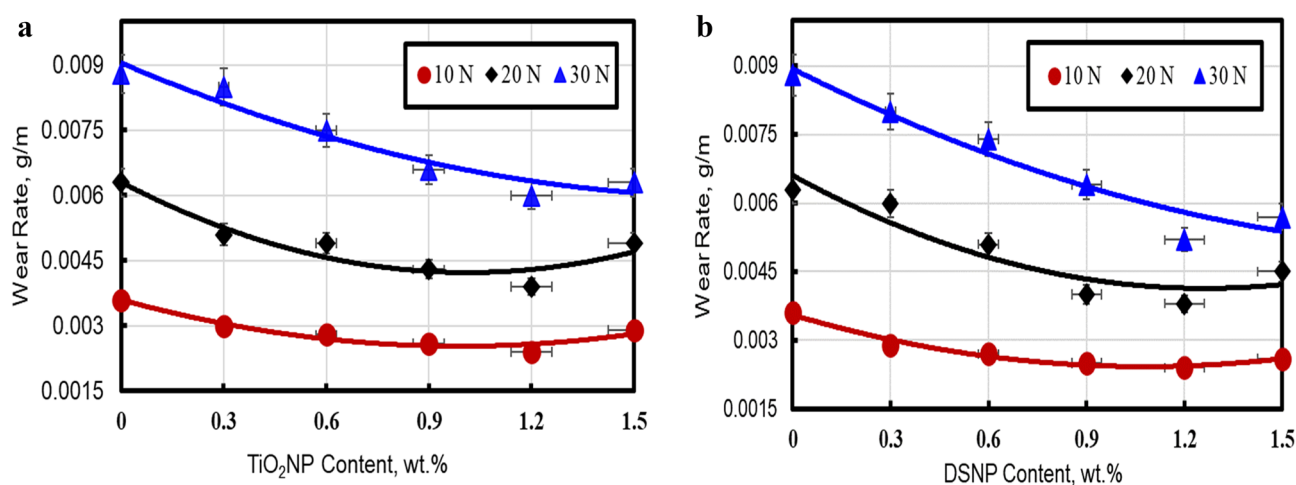 a
0.009
0.0075
0.006
0.0045
0.003
0.0015
Wear Rate, g/m
10 N
20 N
30 N
0
0.3
0.6
0.9
1.2
1.5
TiO₂NP Content, wt.%
b
0.009
0.0075
0.006
0.0045
0.003
0.0015
Wear Rate, g/m
10 N
20 N
30 N
0
0.3
0.6
0.9
1.2
1.5
DSNP Content, wt.%